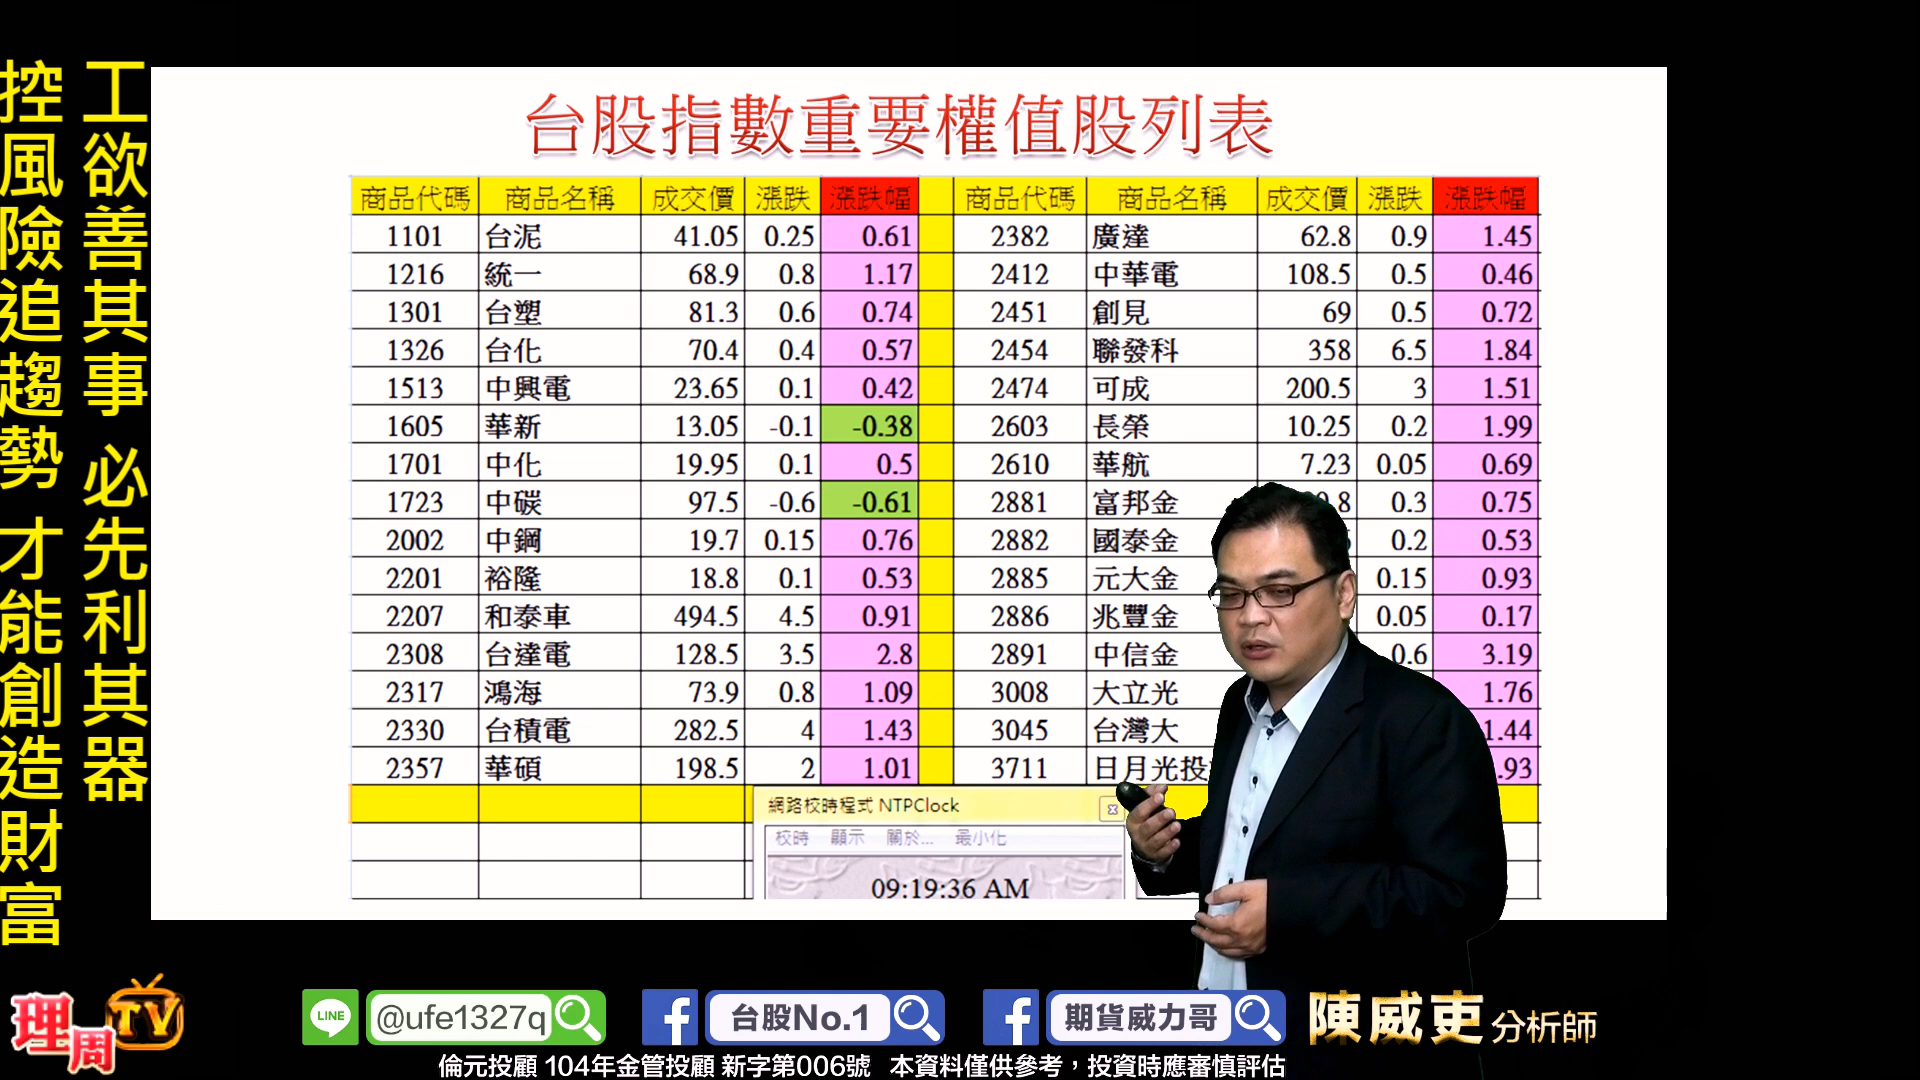 工欲善其事 必先利其器
控風險追趨勢 才能創造財富
台股指數重要權值股列表
商品代碼 商品名稱 成交價 漲跌 漲跌幅 商品代碼 商品名稱 成交價 漲跌 漲跌幅
1101 台泥 41.05 0.25 0.61 2382 廣達 62.8 0.9 1.45
1216 統一 68.9 0.8 1.17 2412 中華電 108.5 0.5 0.46
1301 台塑 81.3 0.6 0.74 2451 創見 69 0.5 0.72
1326 台化 70.4 0.4 0.57 2454 聯發科 358 6.5 1.84
1513 中興電 23.65 0.1 0.42 2474 可成 200.5 3 1.51
1605 華新 13.05 -0.1 -0.38 2603 長榮 10.25 0.2 1.99
1701 中化 19.95 0.1 0.5 2610 華航 7.23 0.05 0.69
1723 中碳 97.5 -0.6 -0.61 2881 富邦金 0.3 0.75
2002 中鋼 19.7 0.15 0.76 2882 國泰金 0.2 0.53
2201 裕隆 18.8 0.1 0.53 2885 元大金 0.15 0.93
2207 和泰車 494.5 4.5 0.91 2886 兆豐金 0.05 0.17
2308 台達電 128.5 3.5 2.8 2891 中信金 0.6 3.19
2317 鴻海 73.9 0.8 1.09 3008 大立光 1.76
2330 台積電 282.5 4 1.43 3045 台灣大 1.44
2357 華碩 198.5 2 1.01 3711 日月光投 .93
網路校時程式 NTPClock
校時 顯示 關於... 最小化
09:19:36 AM
理周TV
LINE @ufe1327q 台股No.1 期貨威力哥 陳威吏 分析師
倫元投顧 104年金管投顧 新字第006號 本資料僅供參考，投資時應審慎評估